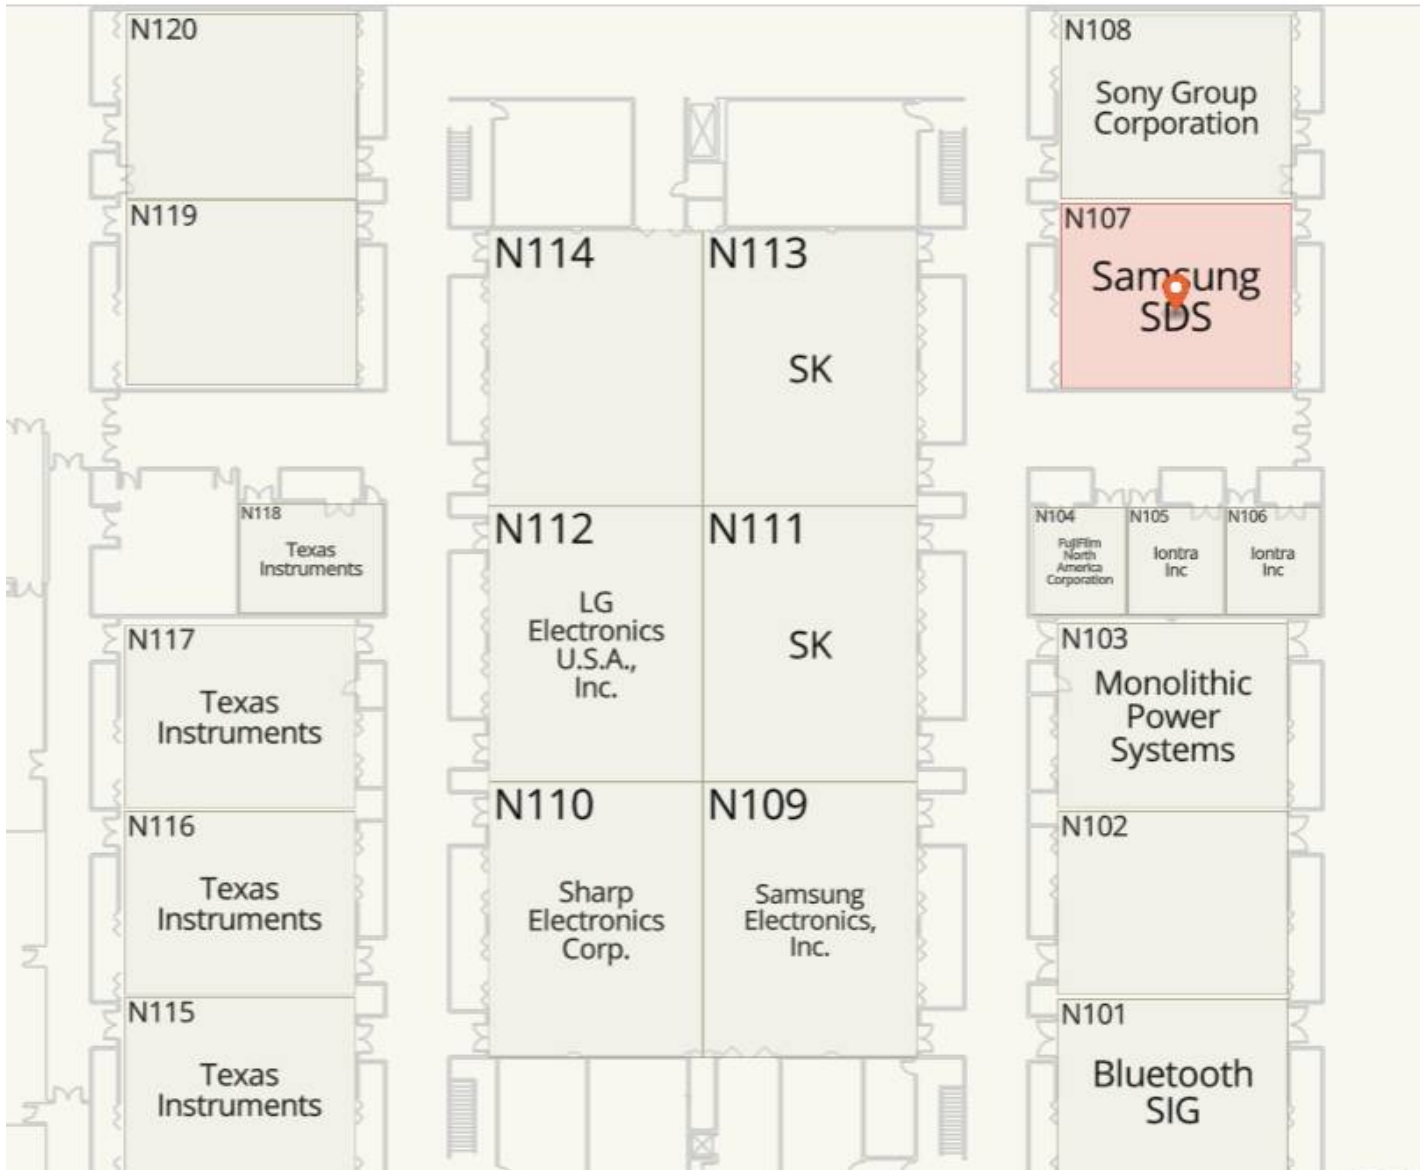 N120
N119
N118
Texas
Instruments
N117
Texas
Instruments
N116
Texas
Instruments
N115
Texas
Instruments
N114
N113
SK
N112
LG
Electronics
U.S.A.,
Inc.
N111
SK
N110
Sharp
Electronics
Corp.
N109
Samsung
Electronics,
Inc.
N108
Sony Group
Corporation
N107
Samsung
SDS
N104
FujiFilm
North
America
Corporation
N105
Iontra
Inc
N106
Iontra
Inc
N103
Monolithic
Power
Systems
N102
N101
Bluetooth
SIG